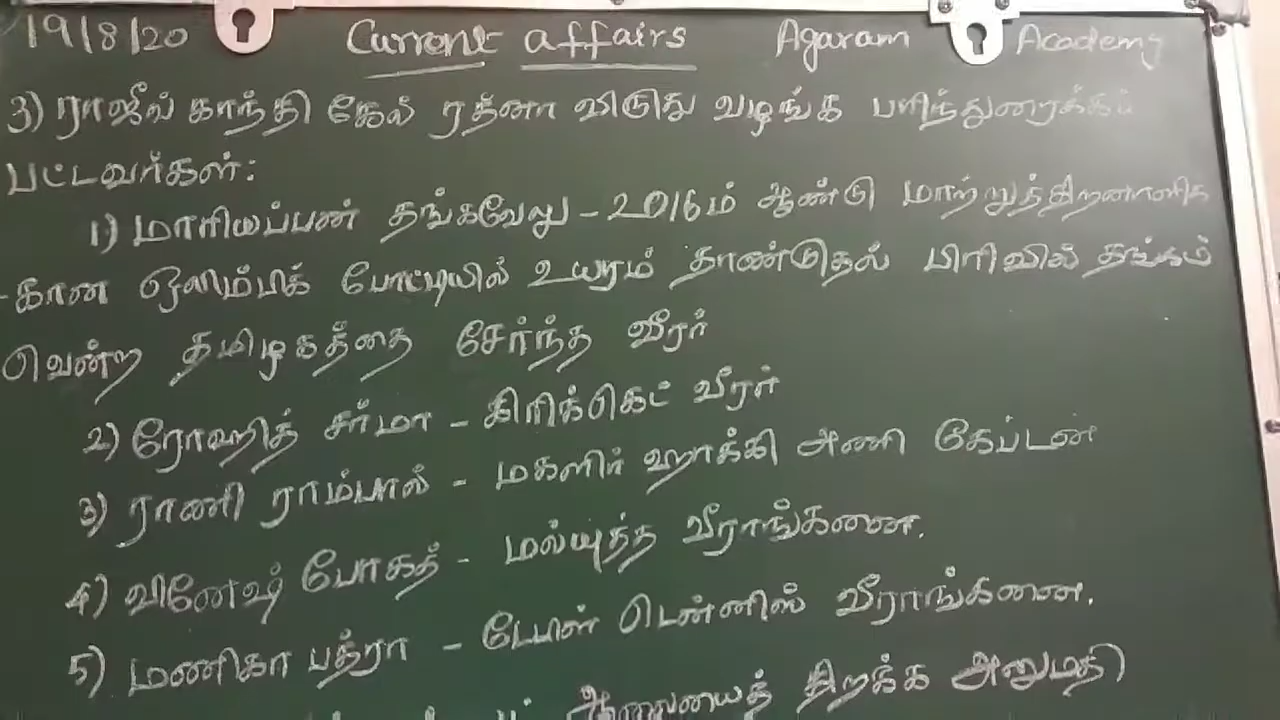 19/8/20 Current affairs Agaram Academy
3) ராஜீவ் காந்தி கேல் ரத்னா விருது வழங்க பரிந்துரைக்கப்
பட்டவர்கள்:
1) மாரியப்பன் தங்கவேலு - 2016ம் ஆண்டு மாற்றுத்திறனாளிக
-கான ஒலிம்பிக் போட்டியில் உயரம் தாண்டுதல் பிரிவில் தங்கம்
வென்ற தமிழகத்தை சேர்ந்த வீரர்
2) ரோஹித் சர்மா - கிரிக்கெட் வீரர்
3) ராணி ராம்பால் - மகளிர் ஹாக்கி அணி கேப்டன்
4) வினேஷ் போகத் - மல்யுத்த வீராங்கனை.
5) மணிகா பத்ரா - டேபிள் டென்னிஸ் வீராங்கனை.
ஆலையைத் திறக்க அனுமதி)